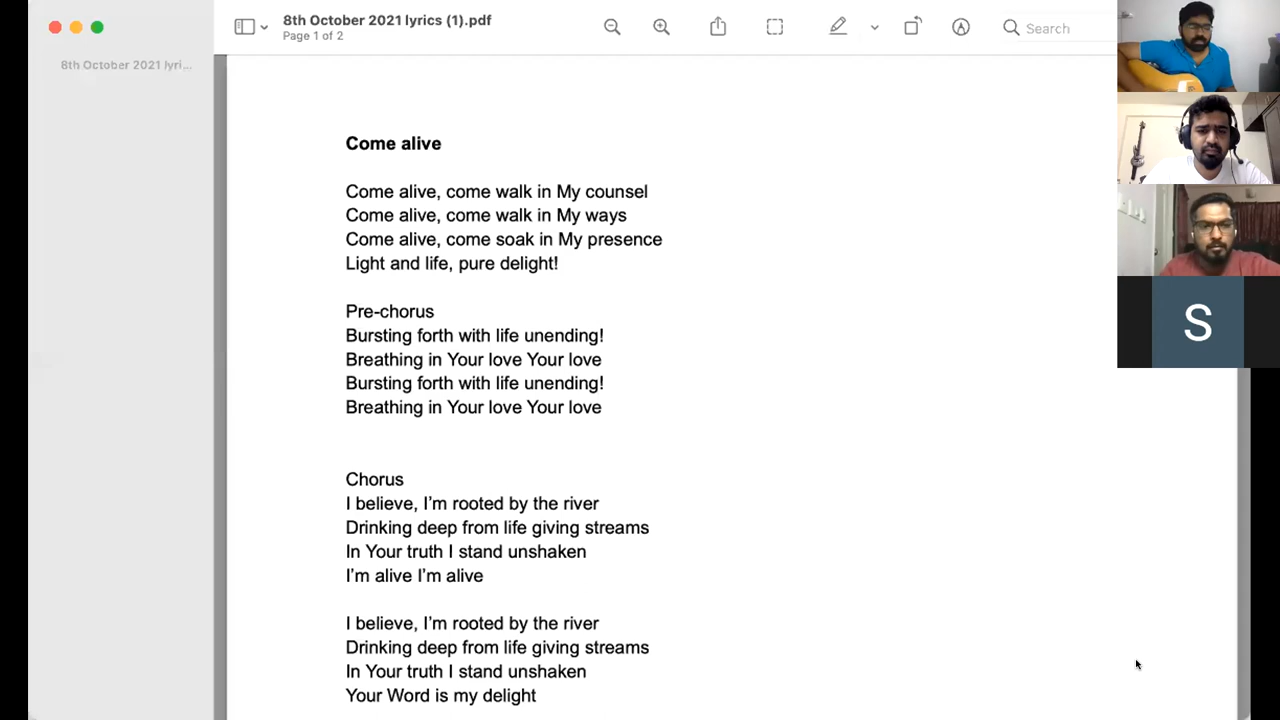 8th October 2021 lyrics (1).pdf
Page 1 of 2
Search
8th October 2021 lyri...
Come alive
Come alive, come walk in My counsel
Come alive, come walk in My ways
Come alive, come soak in My presence
Light and life, pure delight!
Pre-chorus
Bursting forth with life unending!
Breathing in Your love Your love
Bursting forth with life unending!
Breathing in Your love Your love
Chorus
I believe, I'm rooted by the river
Drinking deep from life giving streams
In Your truth I stand unshaken
I'm alive I'm alive
I believe, I'm rooted by the river
Drinking deep from life giving streams
In Your truth I stand unshaken
Your Word is my delight
S